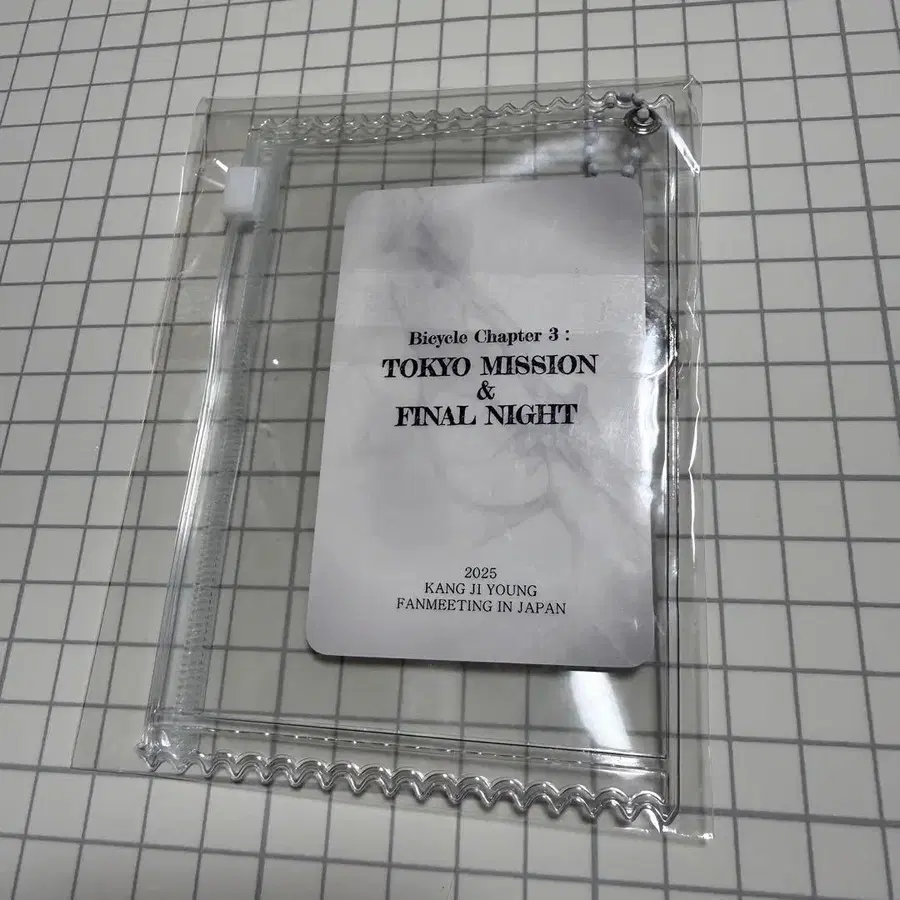 Bicycle Chapter 3 :
TOKYO MISSION
&
FINAL NIGHT
2025
KANG JI YOUNG
FANMEETING IN JAPAN